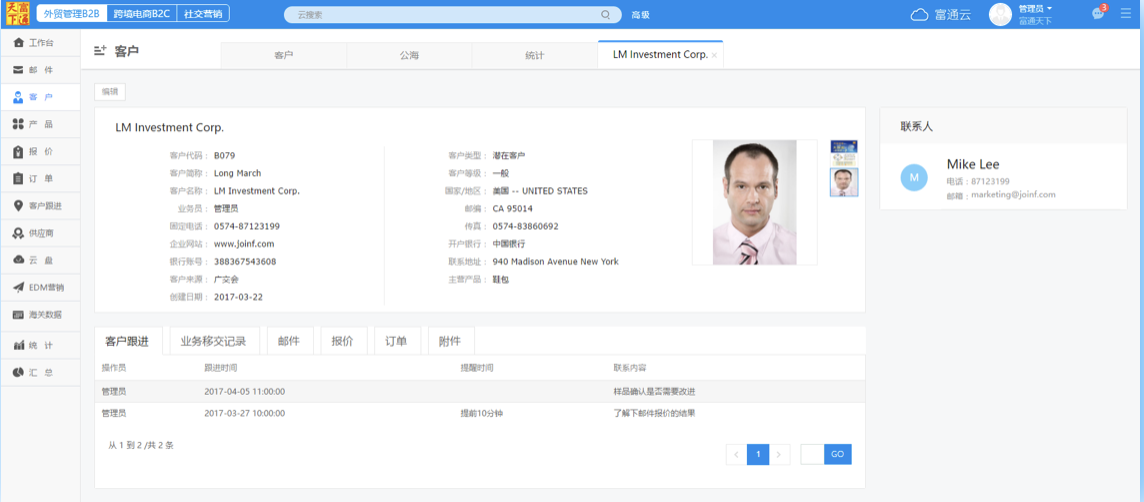 天富下通
外贸管理B2B 跨境电商B2C 社交营销 云搜索 高级 富通云 管理员 3
富通天下
工作台
邮 件
客 户
产 品
报 价
订 单
客户跟进
供应商
云 盘
EDM营销
海关数据
统 计
汇 总
客户 客户 公海 统计 LM Investment Corp. ×
编辑
LM Investment Corp.
客户代码： B079
客户简称： Long March
客户名称： LM Investment Corp.
业务员： 管理员
固定电话： 0574-87123199
企业网站： www.joinf.com
银行账号： 388367543608
客户来源： 广交会
创建日期： 2017-03-22
客户类型： 潜在客户
客户等级： 一般
国家/地区： 美国 -- UNITED STATES
邮编： CA 95014
传真： 0574-83860692
开户银行： 中国银行
联系地址： 940 Madison Avenue New York
主营产品： 鞋包
联系人
M
Mike Lee
电话：87123199
邮箱：marketing@joinf.com
客户跟进 业务移交记录 邮件 报价 订单 附件
操作员 跟进时间 提醒时间 联系内容
管理员 2017-04-05 11:00:00 样品确认是否需要改进
管理员 2017-03-27 10:00:00 提前10分钟 了解下邮件报价的结果
从 1 到 2 /共 2 条
< 1 > GO